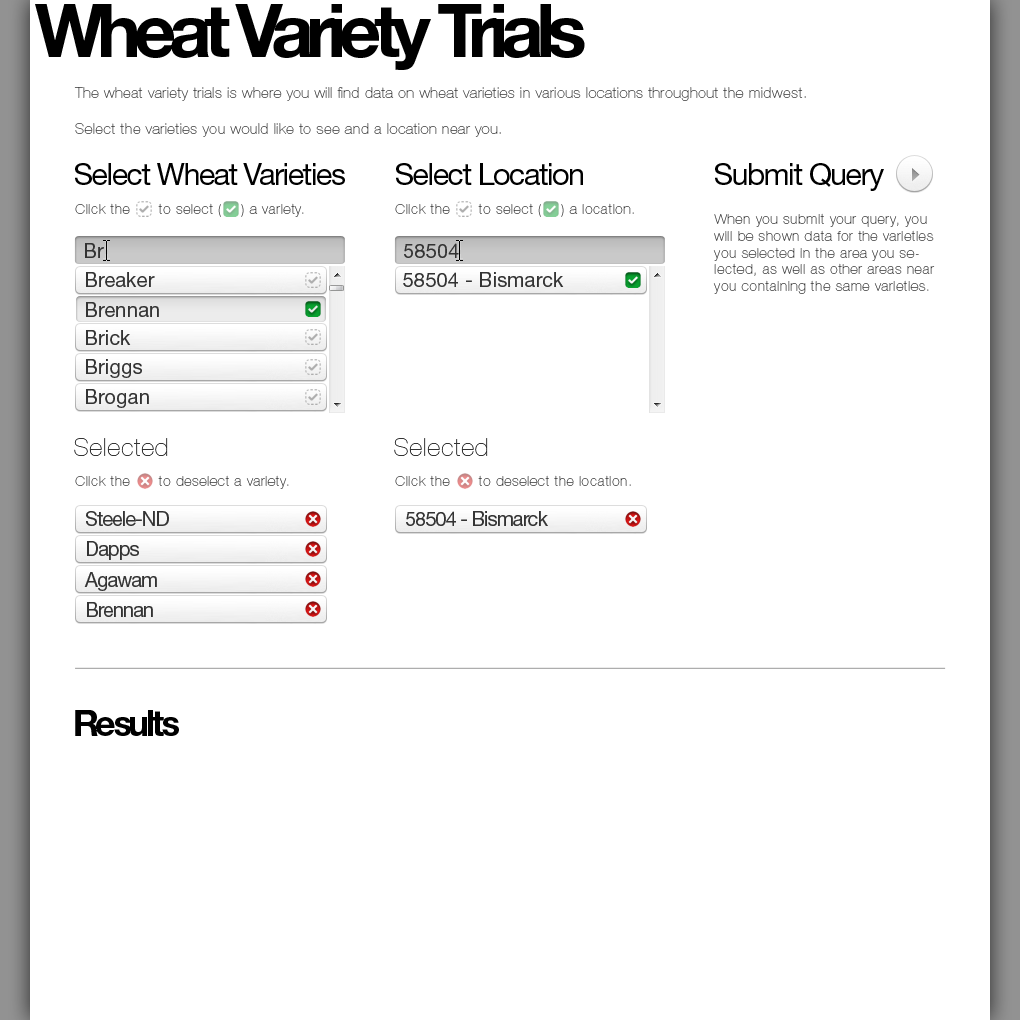 Wheat Variety Trials
The wheat variety trials is where you will find data on wheat varieties in various locations throughout the midwest.
Select the varieties you would like to see and a location near you.
Select Wheat Varieties
Click the to select ( ) a variety.
Br
Breaker
Brennan
Brick
Briggs
Brogan
Selected
Click the to deselect a variety.
Steele-ND
Dapps
Agawam
Brennan
Select Location
Click the to select ( ) a location.
58504
58504 - Bismarck
Selected
Click the to deselect the location.
58504 - Bismarck
Submit Query
When you submit your query, you
will be shown data for the varieties
you selected in the area you se-
lected, as well as other areas near
you containing the same varieties.
Results